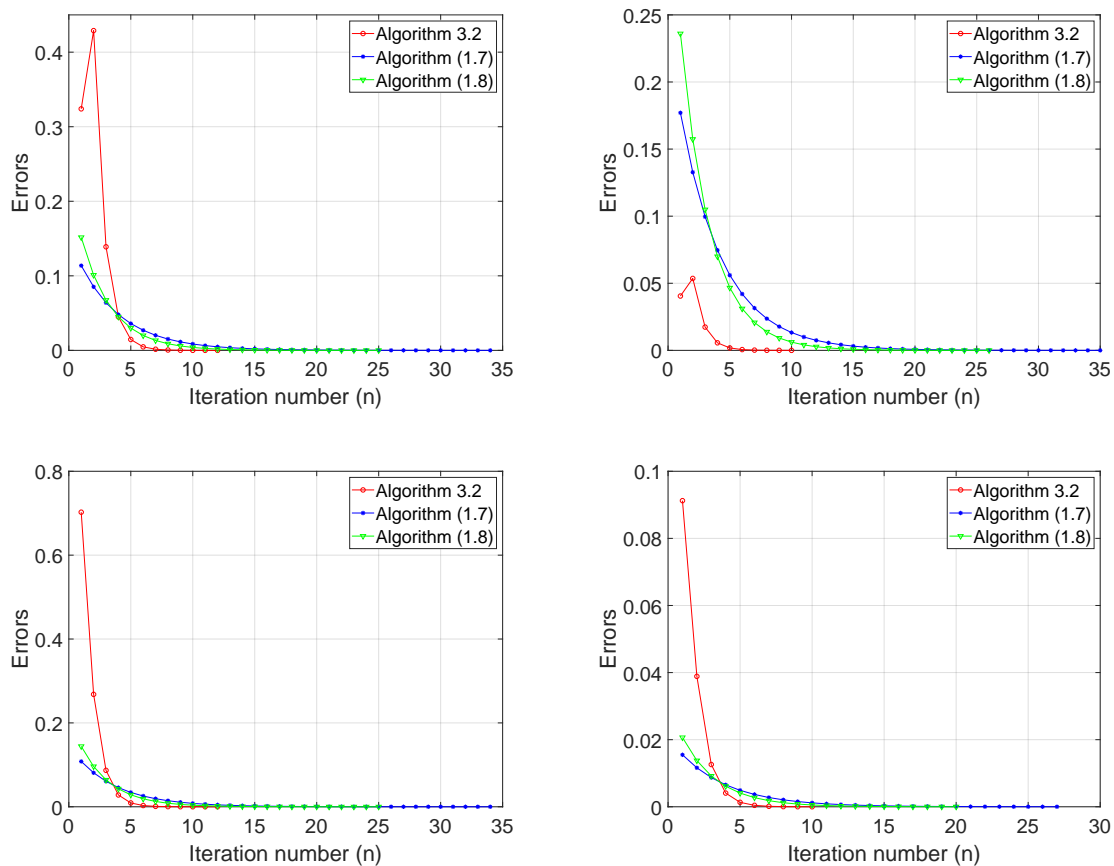 0.4
0.3
0.2
0.1
0
Errors
0 5 10 15 20 25 30 35
Iteration number (n)
Algorithm 3.2
Algorithm (1.7)
Algorithm (1.8)
0.25
0.2
0.15
0.1
0.05
0
Errors
0 5 10 15 20 25 30 35
Iteration number (n)
Algorithm 3.2
Algorithm (1.7)
Algorithm (1.8)
0.8
0.6
0.4
0.2
0
Errors
0 5 10 15 20 25 30 35
Iteration number (n)
Algorithm 3.2
Algorithm (1.7)
Algorithm (1.8)
0.1
0.08
0.06
0.04
0.02
0
Errors
0 5 10 15 20 25 30
Iteration number (n)
Algorithm 3.2
Algorithm (1.7)
Algorithm (1.8)